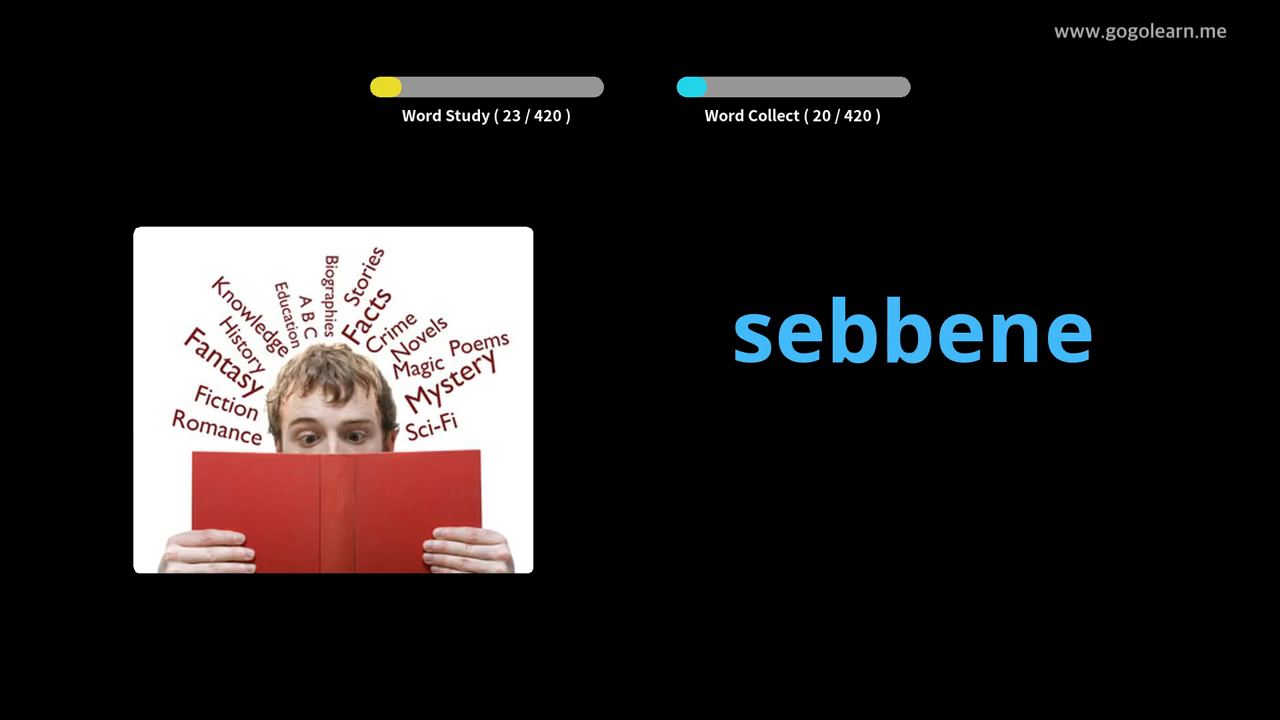 www.gogolearn.me
Word Study ( 23 / 420 )
Word Collect ( 20 / 420 )
Biographies
Stories
Education
A B C
Facts
Knowledge
Crime
History
Novels
Fantasy
Magic
Poems
Mystery
Fiction
Romance
Sci-Fi
sebbene